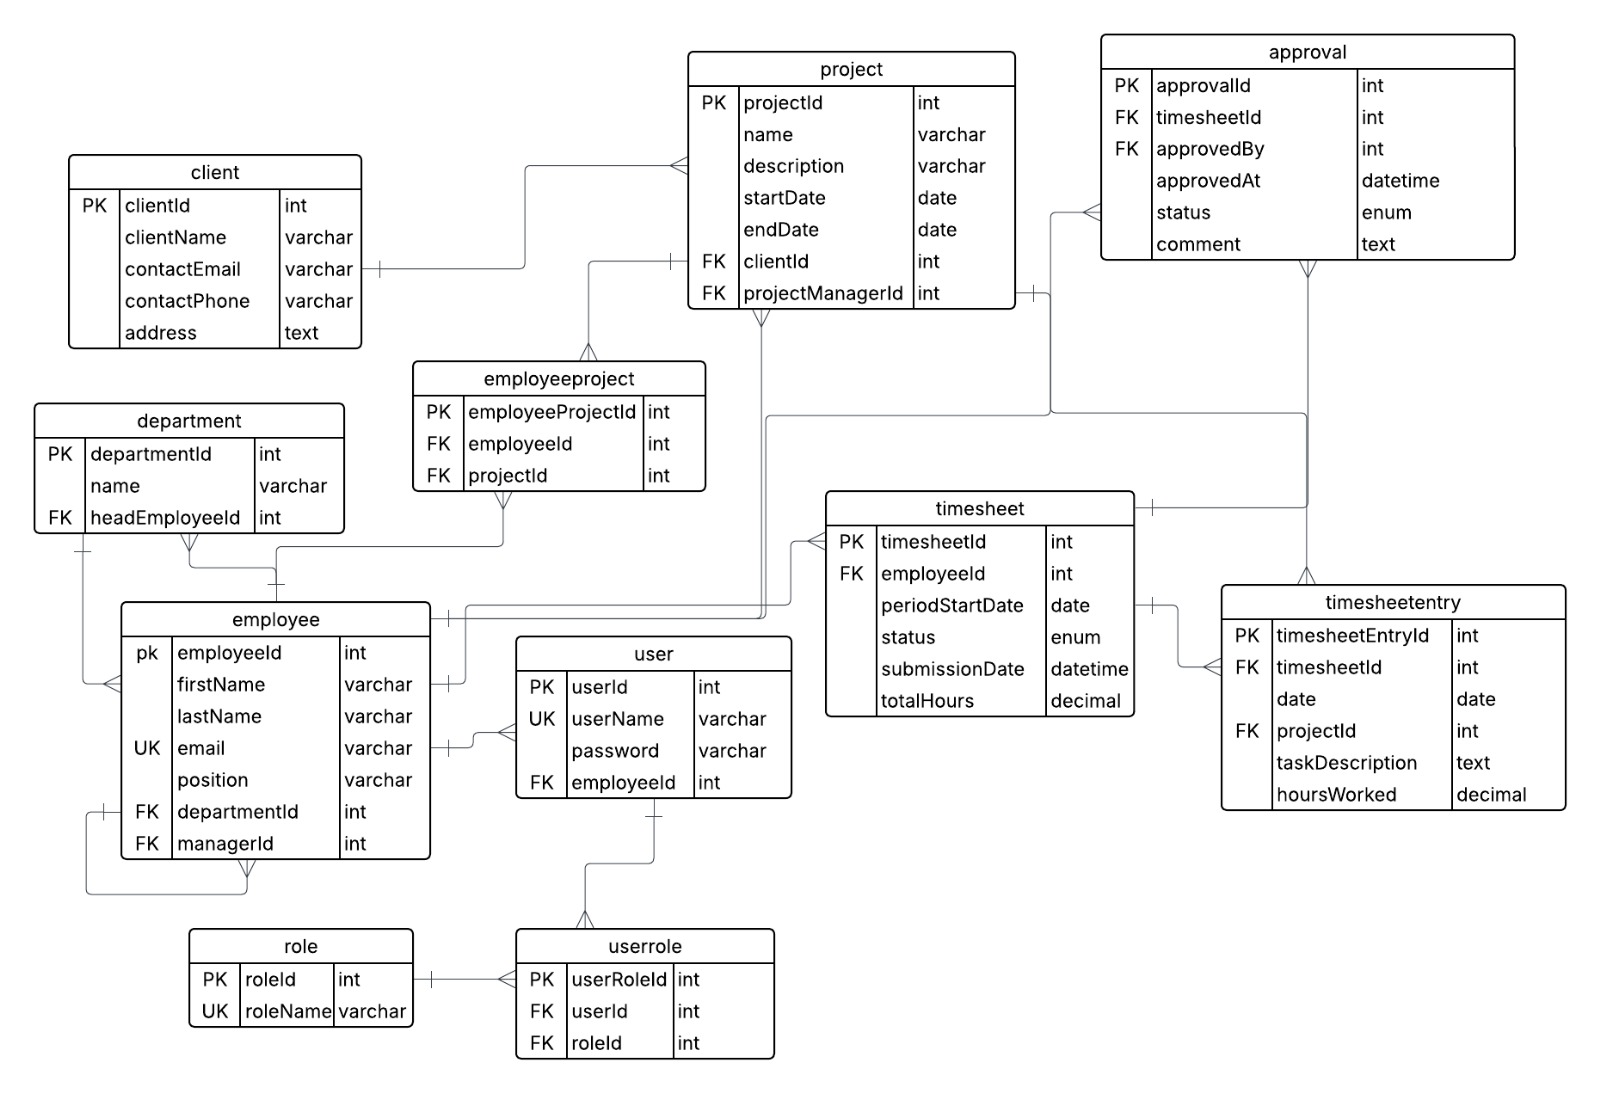 project
PK projectId int
name varchar
description varchar
startDate date
endDate date
FK clientId int
FK projectManagerId int
approval
PK approvalId int
FK timesheetId int
FK approvedBy int
approvedAt datetime
status enum
comment text
client
PK clientId int
clientName varchar
contactEmail varchar
contactPhone varchar
address text
employeeproject
PK employeeProjectId int
FK employeeId int
FK projectId int
department
PK departmentId int
name varchar
FK headEmployeeId int
timesheet
PK timesheetId int
FK employeeId int
periodStartDate date
status enum
submissionDate datetime
totalHours decimal
timesheetentry
PK timesheetEntryId int
FK timesheetId int
date date
FK projectId int
taskDescription text
hoursWorked decimal
employee
pk employeeId int
firstName varchar
lastName varchar
UK email varchar
position varchar
FK departmentId int
FK managerId int
user
PK userId int
UK userName varchar
password varchar
FK employeeId int
role
PK roleId int
UK roleName varchar
userrole
PK userRoleId int
FK userId int
FK roleId int